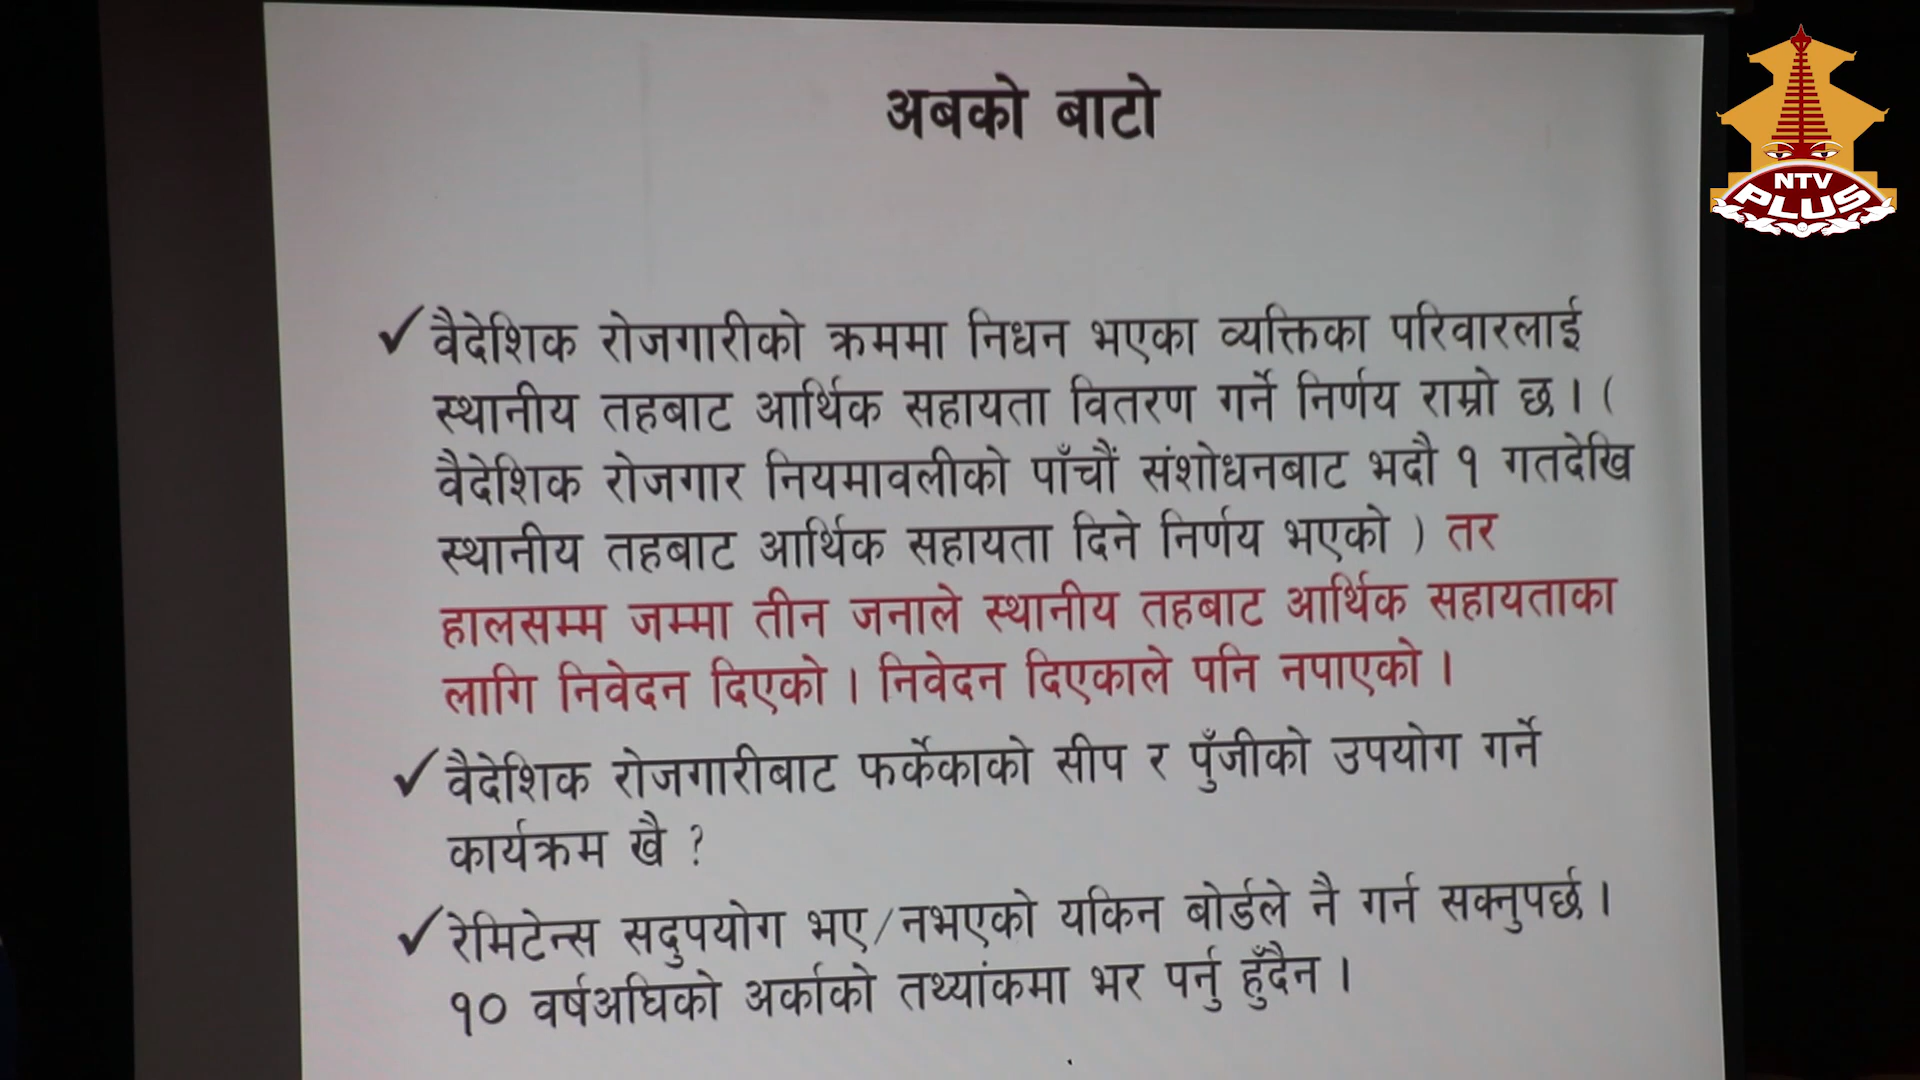 अबको बाटो
✓ वैदेशिक रोजगारीको क्रममा निधन भएका व्यक्तिका परिवारलाई
स्थानीय तहबाट आर्थिक सहायता वितरण गर्ने निर्णय राम्रो छ । (
वैदेशिक रोजगार नियमावलीको पाँचौं संशोधनबाट भदौ १ गतदेखि
स्थानीय तहबाट आर्थिक सहायता दिने निर्णय भएको ) तर
हालसम्म जम्मा तीन जनाले स्थानीय तहबाट आर्थिक सहायताका
लागि निवेदन दिएको । निवेदन दिएकाले पनि नपाएको ।
✓ वैदेशिक रोजगारीबाट फर्केकाको सीप र पुँजीको उपयोग गर्ने
कार्यक्रम खै ?
✓ रेमिटेन्स सदुपयोग भए/नभएको यकिन बोर्डले नै गर्न सक्नुपर्छ ।
१० वर्षअघिको अर्काको तथ्यांकमा भर पर्नु हुँदैन ।
NTV
PLUS